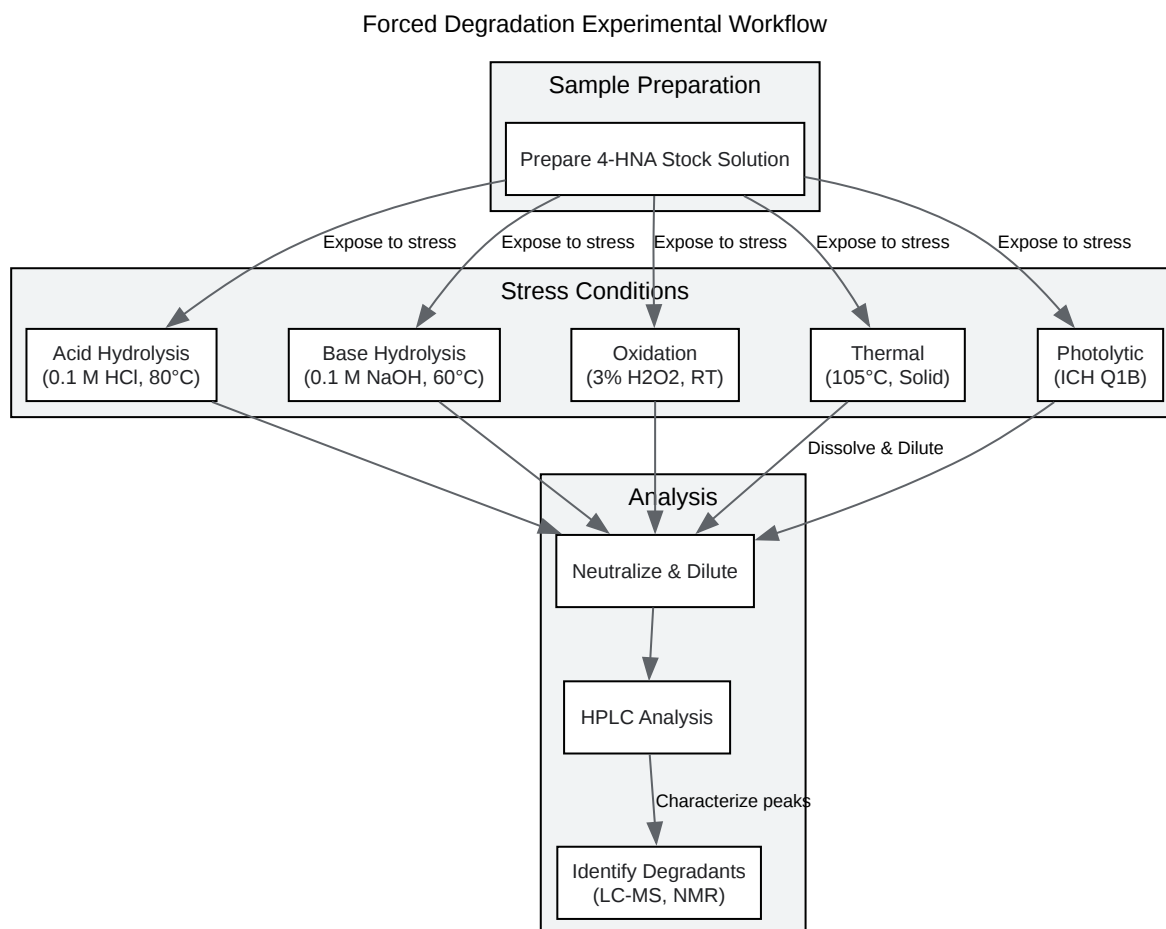 Forced Degradation Experimental Workflow
Sample Preparation
Prepare 4-HNA Stock Solution
Expose to stress
Expose to stress
Expose to stress
Expose to stress
Expose to stress
Stress Conditions
Acid Hydrolysis
(0.1 M HCl, 80°C)
Base Hydrolysis
(0.1 M NaOH, 60°C)
Oxidation
(3% H2O2, RT)
Thermal
(105°C, Solid)
Photolytic
(ICH Q1B)
Dissolve & Dilute
Analysis
Neutralize & Dilute
HPLC Analysis
Characterize peaks
Identify Degradants
(LC-MS, NMR)